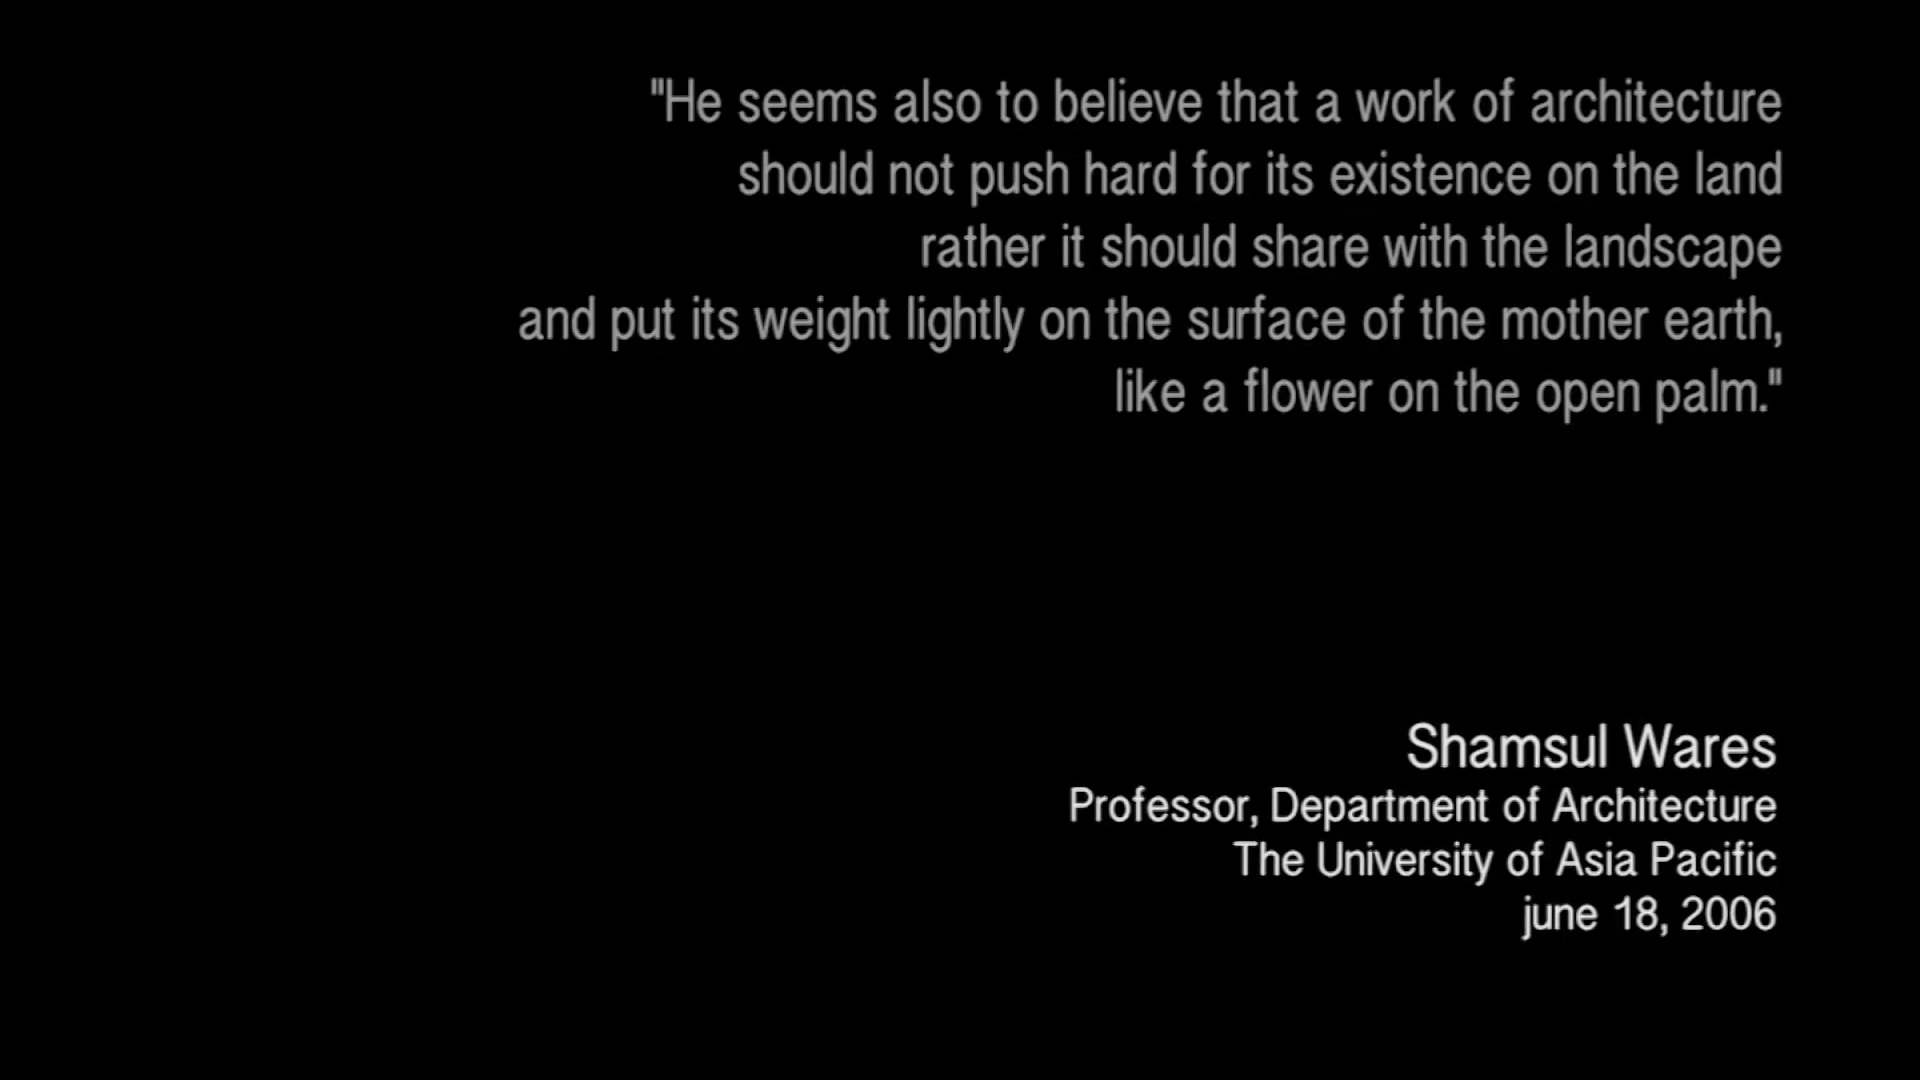 "He seems also to believe that a work of architecture
should not push hard for its existence on the land
rather it should share with the landscape
and put its weight lightly on the surface of the mother earth,
like a flower on the open palm."
Shamsul Wares
Professor, Department of Architecture
The University of Asia Pacific
june 18, 2006